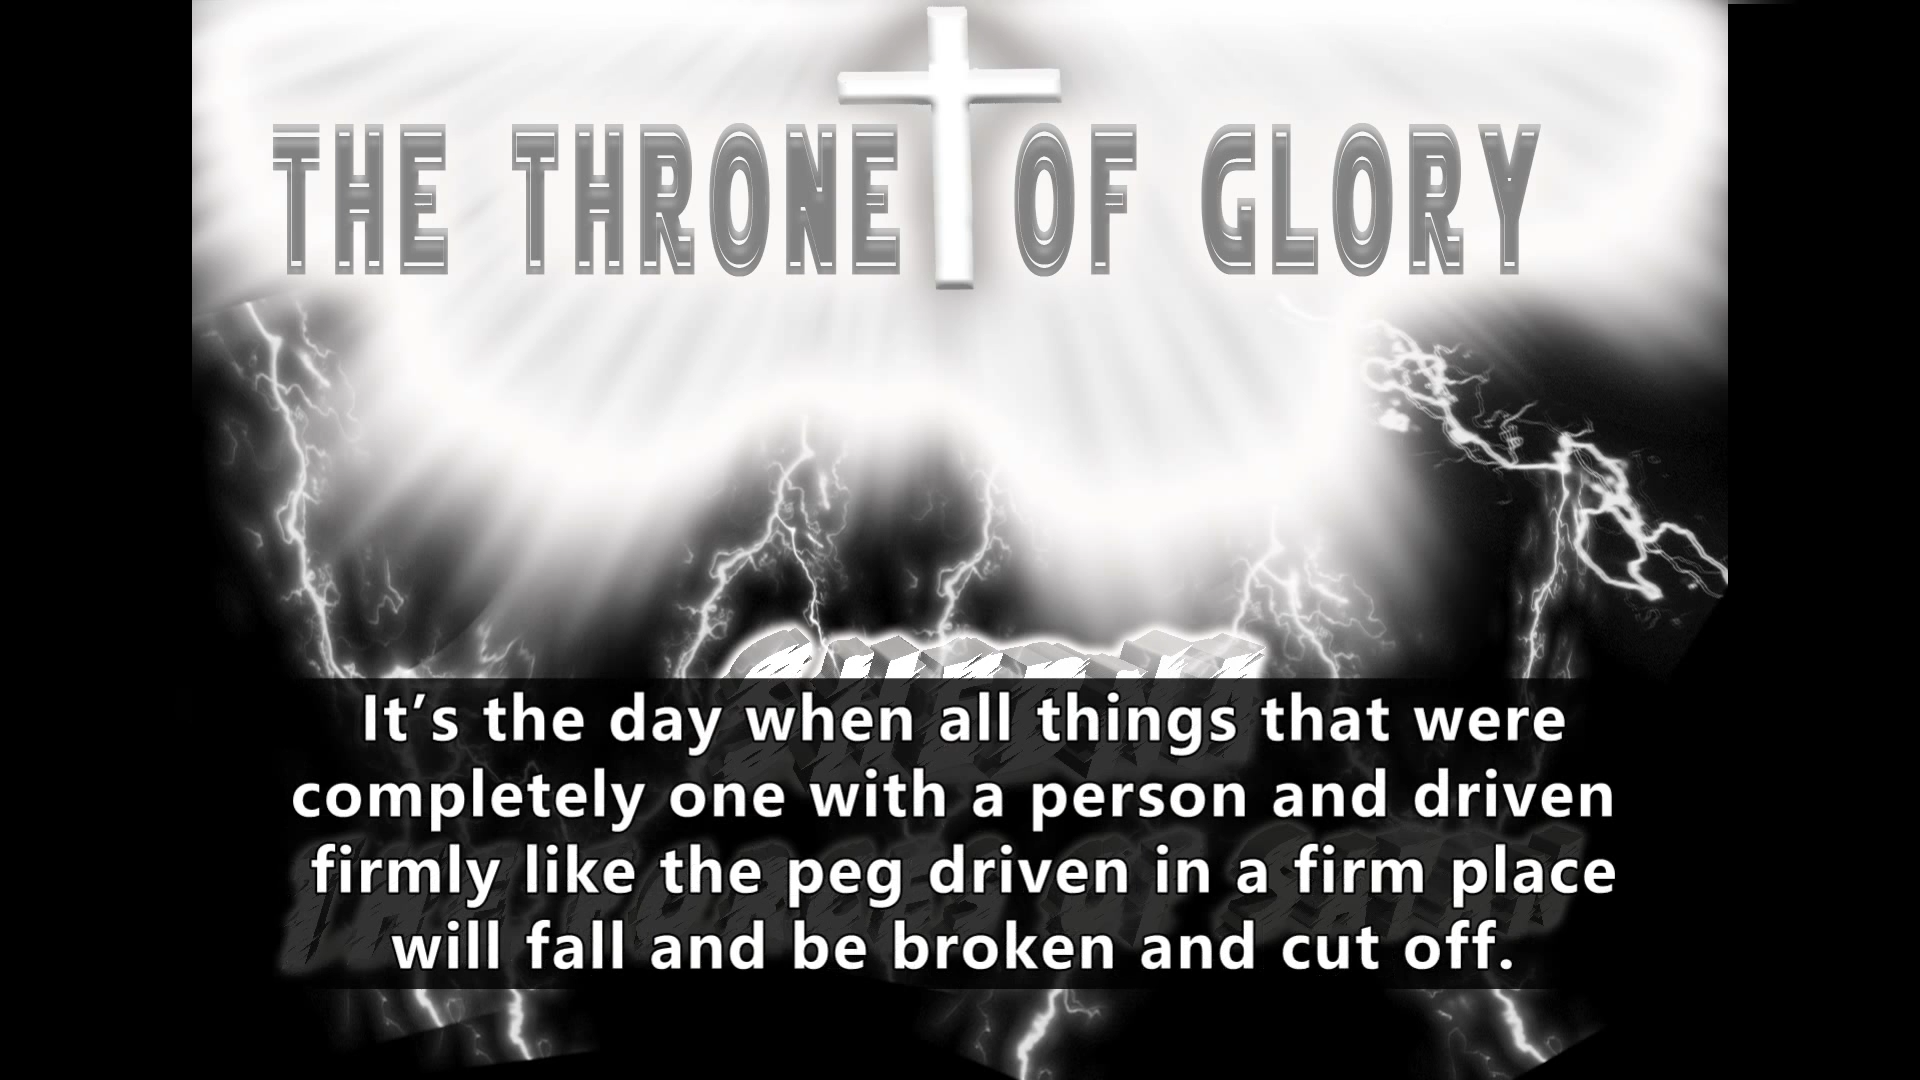 THE THRONE OF GLORY
It’s the day when all things that were
completely one with a person and driven
firmly like the peg driven in a firm place
will fall and be broken and cut off.